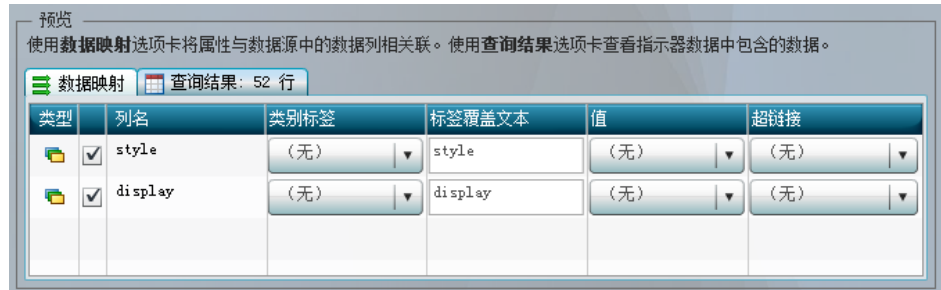 预览
使用数据映射选项卡将属性与数据源中的数据列相关联。使用查询结果选项卡查看指示器数据中包含的数据。
数据映射 查询结果: 52 行
类型 列名 类别标签 标签覆盖文本 值 超链接
style (无) style (无) (无)
display (无) display (无) (无)